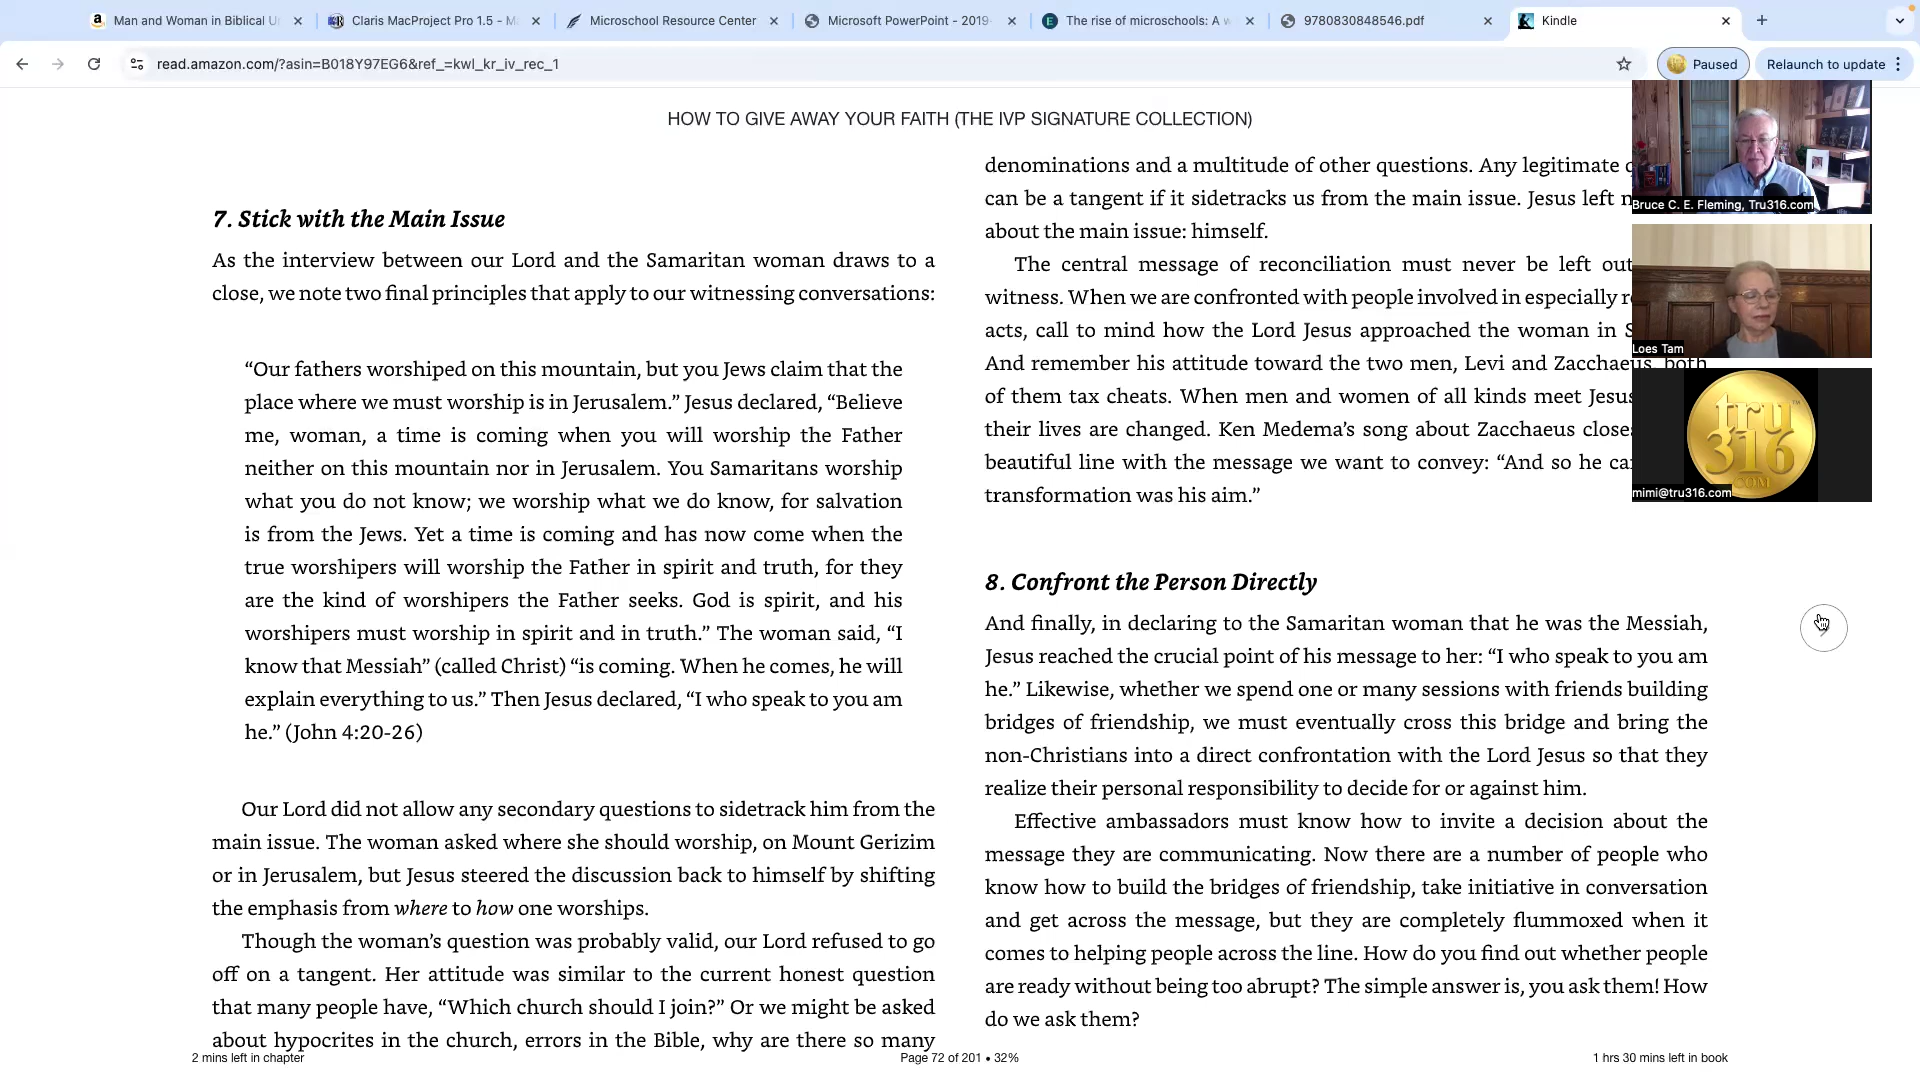 Man and Woman in Biblical U
Claris MacProject Pro 1.5 - M
Microschool Resource Center
Microsoft PowerPoint - 2019-
The rise of microschools: A w
9780830848546.pdf
Kindle
read.amazon.com/?asin=B018Y97EG6&ref_=kwl_kr_iv_rec_1
Paused
Relaunch to update
HOW TO GIVE AWAY YOUR FAITH (THE IVP SIGNATURE COLLECTION)
7. Stick with the Main Issue
As the interview between our Lord and the Samaritan woman draws to a
close, we note two final principles that apply to our witnessing conversations:
“Our fathers worshiped on this mountain, but you Jews claim that the
place where we must worship is in Jerusalem.” Jesus declared, “Believe
me, woman, a time is coming when you will worship the Father
neither on this mountain nor in Jerusalem. You Samaritans worship
what you do not know; we worship what we do know, for salvation
is from the Jews. Yet a time is coming and has now come when the
true worshipers will worship the Father in spirit and truth, for they
are the kind of worshipers the Father seeks. God is spirit, and his
worshipers must worship in spirit and in truth.” The woman said, “I
know that Messiah” (called Christ) “is coming. When he comes, he will
explain everything to us.” Then Jesus declared, “I who speak to you am
he.” (John 4:20-26)
Our Lord did not allow any secondary questions to sidetrack him from the
main issue. The woman asked where she should worship, on Mount Gerizim
or in Jerusalem, but Jesus steered the discussion back to himself by shifting
the emphasis from where to how one worships.
Though the woman’s question was probably valid, our Lord refused to go
off on a tangent. Her attitude was similar to the current honest question
that many people have, “Which church should I join?” Or we might be asked
about hypocrites in the church, errors in the Bible, why are there so many
denominations and a multitude of other questions. Any legitimate
can be a tangent if it sidetracks us from the main issue. Jesus left
about the main issue: himself.
The central message of reconciliation must never be left out
witness. When we are confronted with people involved in especially
acts, call to mind how the Lord Jesus approached the woman in
And remember his attitude toward the two men, Levi and Zacchaeus, both
of them tax cheats. When men and women of all kinds meet Jesus
their lives are changed. Ken Medema’s song about Zacchaeus closes
beautiful line with the message we want to convey: “And so he
transformation was his aim.”
8. Confront the Person Directly
And finally, in declaring to the Samaritan woman that he was the Messiah,
Jesus reached the crucial point of his message to her: “I who speak to you am
he.” Likewise, whether we spend one or many sessions with friends building
bridges of friendship, we must eventually cross this bridge and bring the
non-Christians into a direct confrontation with the Lord Jesus so that they
realize their personal responsibility to decide for or against him.
Effective ambassadors must know how to invite a decision about the
message they are communicating. Now there are a number of people who
know how to build the bridges of friendship, take initiative in conversation
and get across the message, but they are completely flummoxed when it
comes to helping people across the line. How do you find out whether people
are ready without being too abrupt? The simple answer is, you ask them! How
do we ask them?
Bruce C. E. Fleming, Tru316.com
Loes Tam
tru
316
.COM
mimi@tru316.com
2 mins left in chapter
Page 72 of 201 • 32%
1 hrs 30 mins left in book